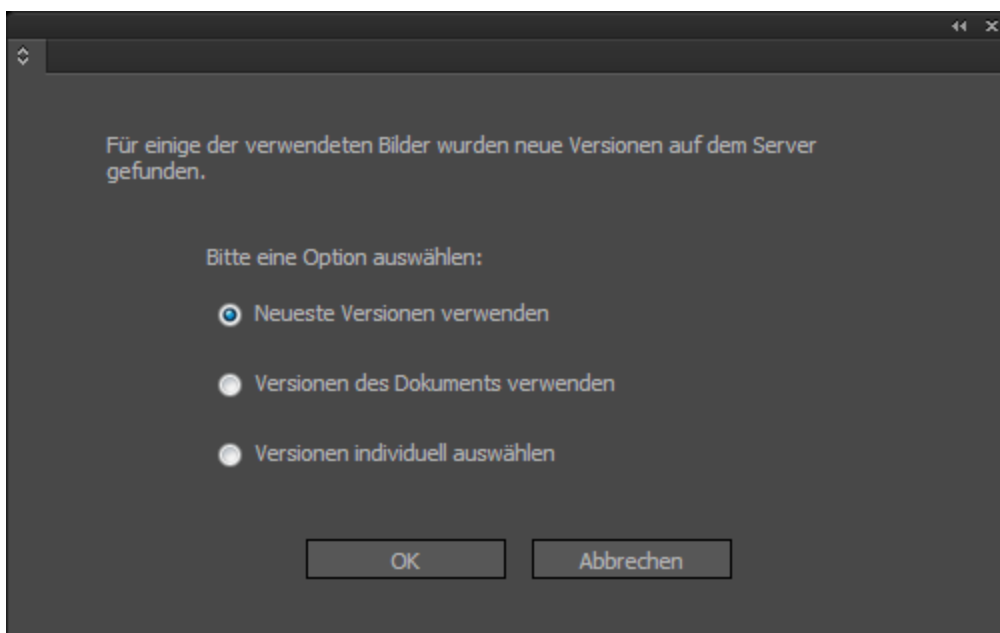 Für einige der verwendeten Bilder wurden neue Versionen auf dem Server
gefunden.
Bitte eine Option auswählen:
Neueste Versionen verwenden
Versionen des Dokuments verwenden
Versionen individuell auswählen
OK
Abbrechen